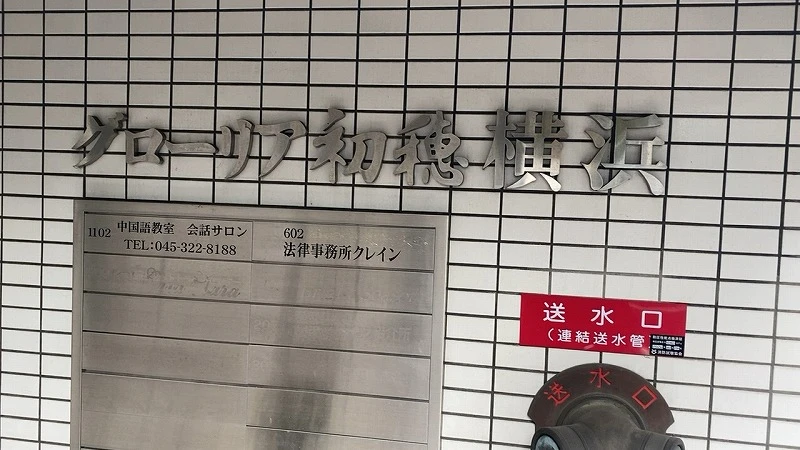 グローリア初穂横浜
1102 中国語教室 会話サロン
TEL:045-322-8188
602
法律事務所クレイン
送水口
(連結送水管
送水口